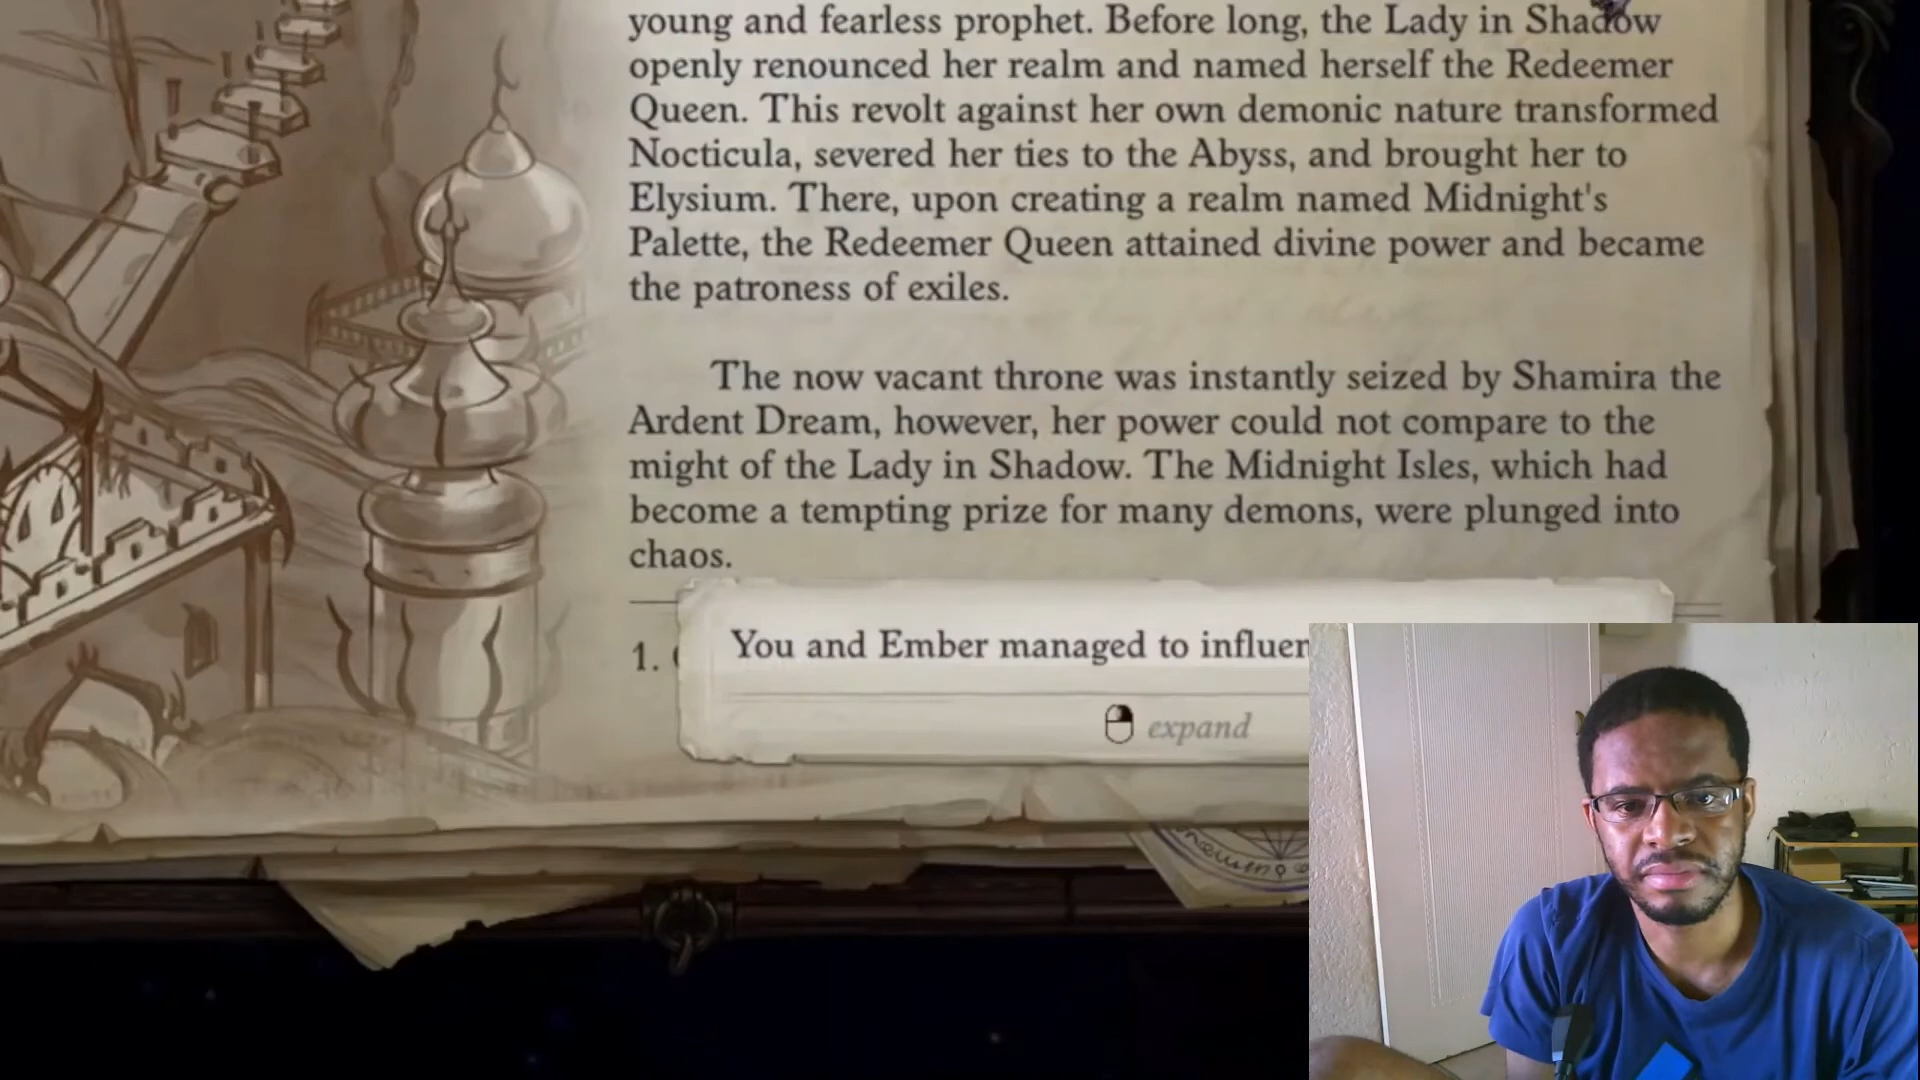 young and fearless prophet. Before long, the Lady in Shadow
openly renounced her realm and named herself the Redeemer
Queen. This revolt against her own demonic nature transformed
Nocticula, severed her ties to the Abyss, and brought her to
Elysium. There, upon creating a realm named Midnight's
Palette, the Redeemer Queen attained divine power and became
the patroness of exiles.
The now vacant throne was instantly seized by Shamira the
Ardent Dream, however, her power could not compare to the
might of the Lady in Shadow. The Midnight Isles, which had
become a tempting prize for many demons, were plunged into
chaos.
1.
You and Ember managed to influen
expand